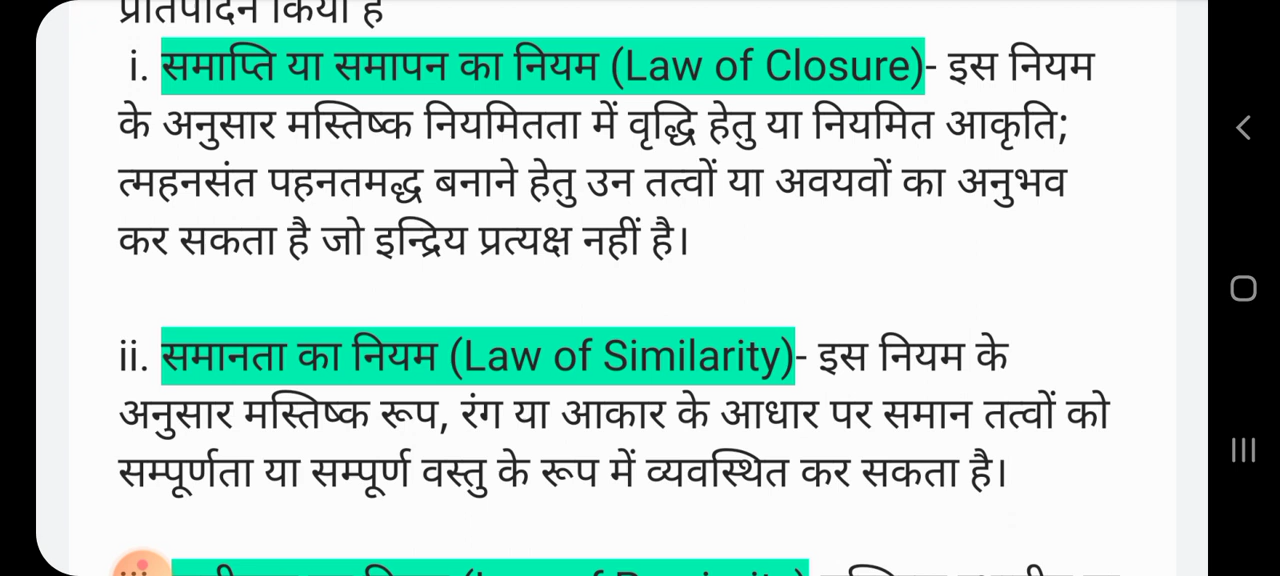 प्रतिपादन किया है
i. समाप्ति या समापन का नियम (Law of Closure)- इस नियम
के अनुसार मस्तिष्क नियमितता में वृद्धि हेतु या नियमित आकृति;
त्महनसंत पहनतमद्ध बनाने हेतु उन तत्वों या अवयवों का अनुभव
कर सकता है जो इन्द्रिय प्रत्यक्ष नहीं है।
ii. समानता का नियम (Law of Similarity)- इस नियम के
अनुसार मस्तिष्क रूप, रंग या आकार के आधार पर समान तत्वों को
सम्पूर्णता या सम्पूर्ण वस्तु के रूप में व्यवस्थित कर सकता है।